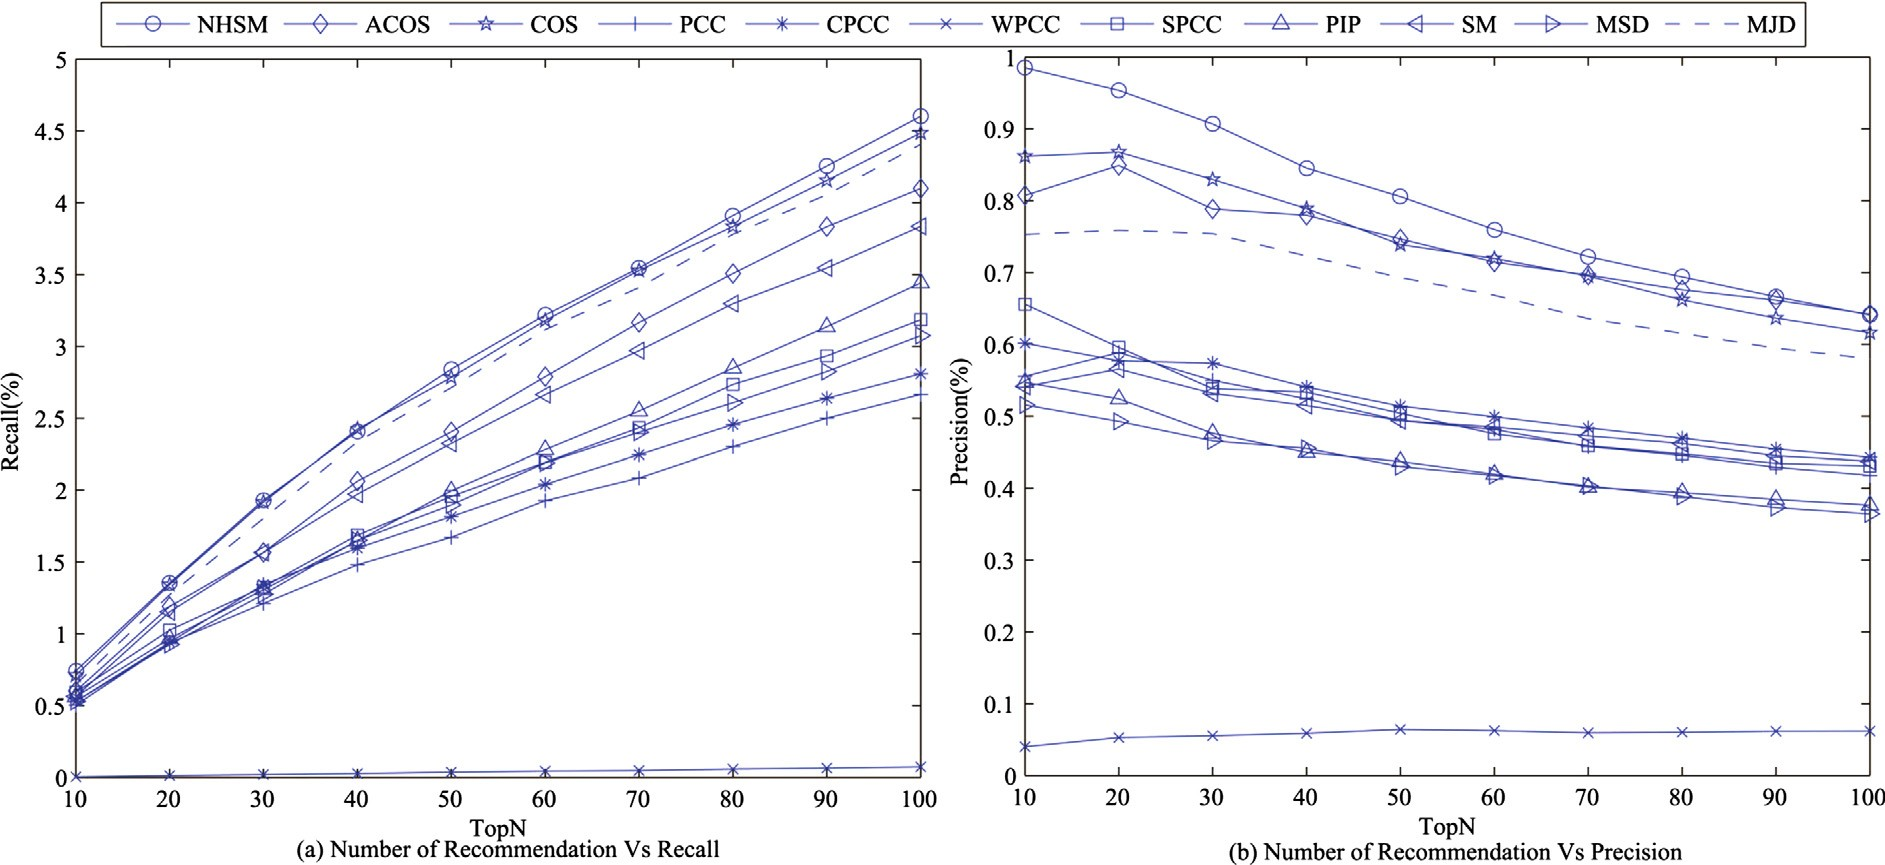 NHSM ACOS COS PCC CPCC WPCC SPCC PIP SM MSD MJD
5
4.5
4
3.5
3
2.5
2
1.5
1
0.5
0
Recall(%)
10 20 30 40 50 60 70 80 90 100
TopN
(a) Number of Recommendation Vs Recall
1
0.9
0.8
0.7
0.6
0.5
0.4
0.3
0.2
0.1
0
Precision(%)
10 20 30 40 50 60 70 80 90 100
TopN
(b) Number of Recommendation Vs Precision